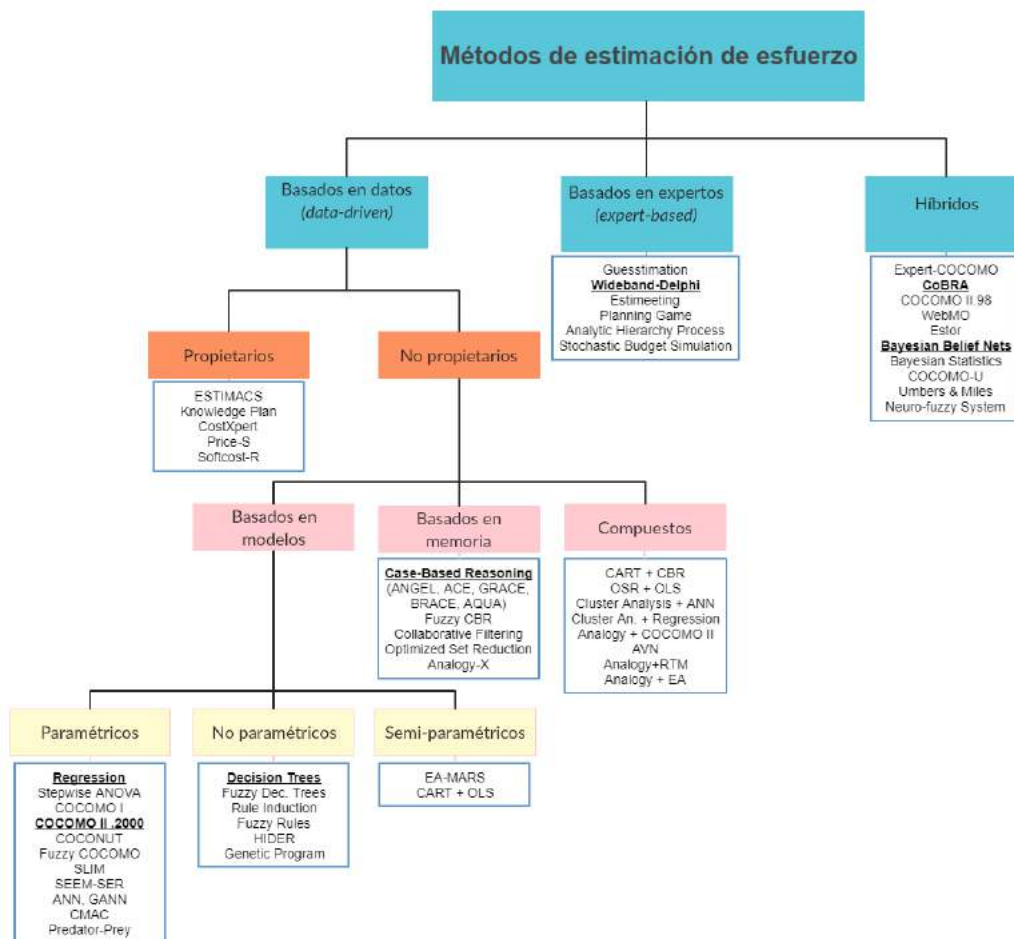 Métodos de estimación de esfuerzo
Basados en datos
(data-driven)
Basados en expertos
(expert-based)
Híbridos
Guesstimation
Wideband-Delphi
Estimeeting
Planning Game
Analytic Hierarchy Process
Stochastic Budget Simulation
Expert-COCOMO
CoBRA
COCOMO II.98
WebMO
Estor
Bayesian Belief Nets
Bayesian Statistics
COCOMO-U
Umbers & Miles
Neuro-fuzzy System
Propietarios
No propietarios
ESTIMACS
Knowledge Plan
CostXpert
Price-S
Softcost-R
Basados en
modelos
Basados en
memoria
Compuestos
Case-Based Reasoning
(ANGEL, ACE, GRACE,
BRACE, AQUA)
Fuzzy CBR
Collaborative Filtering
Optimized Set Reduction
Analogy-X
CART + CBR
OSR + OLS
Cluster Analysis + ANN
Cluster An. + Regression
Analogy + COCOMO II
AVN
Analogy+RTM
Analogy + EA
Paramétricos
No paramétricos
Semi-paramétricos
Regression
Stepwise ANOVA
COCOMO I
COCOMO II .2000
COCONUT
Fuzzy COCOMO
SLIM
SEEM-SER
ANN, GANN
CMAC
Predator-Prey
Decision Trees
Fuzzy Dec. Trees
Rule Induction
Fuzzy Rules
HIDER
Genetic Program
EA-MARS
CART + OLS